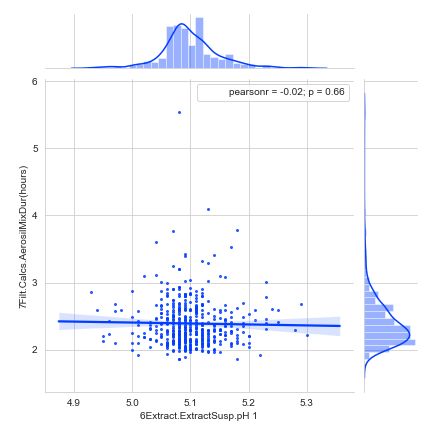 pearsonr = -0.02; p = 0.66
6
5
4
3
2
7Filt.Calcs.AerosilMixDur(hours)
4.9 5.0 5.1 5.2 5.3
6Extract.ExtractSusp.pH 1